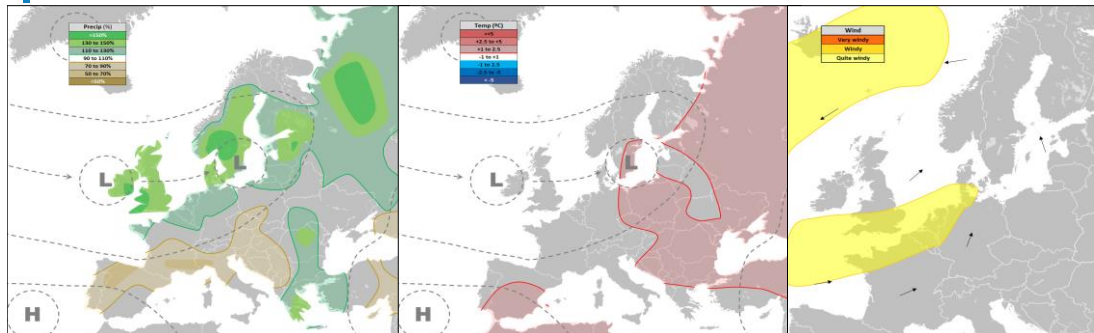 Precip (%)
>150%
130 to 150%
110 to 130%
90 to 110%
70 to 90%
50 to 70%
<50%
L
L
H
Temp (ºC)
>+5
+2.5 to +5
+1 to 2.5
-1 to +1
-1 to 2.5
-2.5 to -5
< -5
L
L
H
Wind
Very windy
Windy
Quite windy